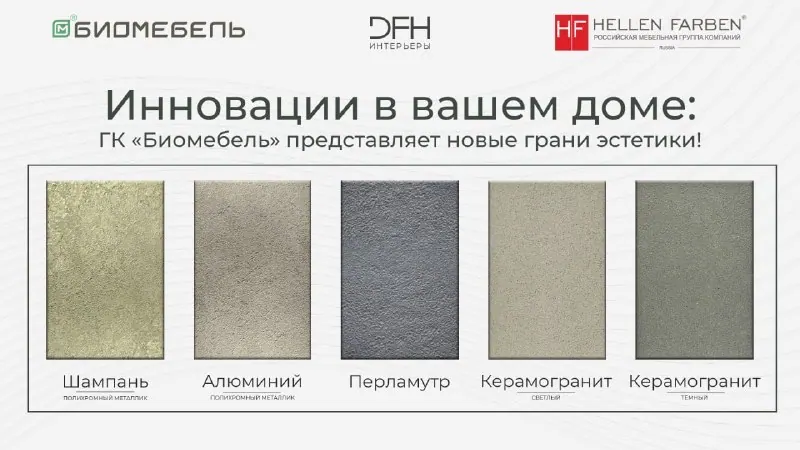 БИОМЕБЕЛЬ®
DFH
ИНТЕРЬЕРЫ
HF HELLEN FARBEN®
РОССИЙСКАЯ МЕБЕЛЬНАЯ ГРУППА КОМПАНИЙ
RUSSIA
Инновации в вашем доме:
ГК «Биомебель» представляет новые грани эстетики!
Шампань
ПОЛИХРОМНЫЙ МЕТАЛЛИК
Алюминий
ПОЛИХРОМНЫЙ МЕТАЛЛИК
Перламутр
Керамогранит
СВЕТЛЫЙ
Керамогранит
ТЕМНЫЙ